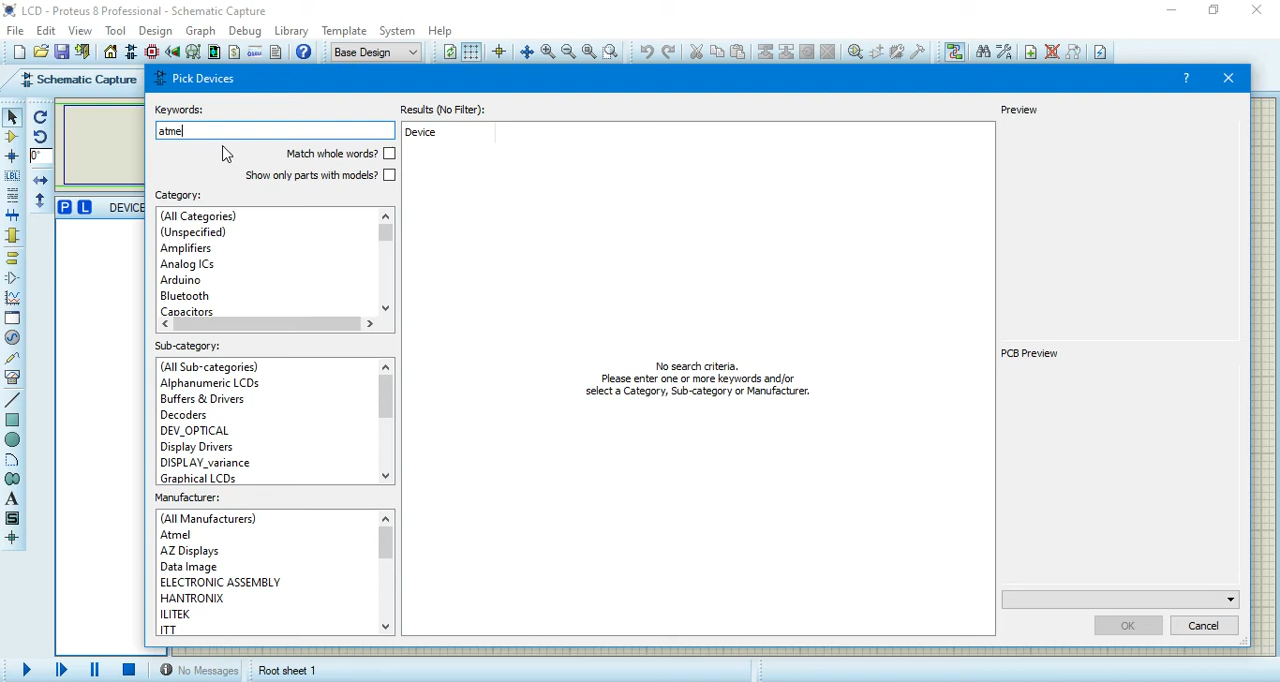 LCD - Proteus 8 Professional - Schematic Capture
File Edit View Tool Design Graph Debug Library Template System Help
Base Design
Schematic Capture
Pick Devices
?
Keywords:
atme
Match whole words?
Show only parts with models?
Category:
(All Categories)
(Unspecified)
Amplifiers
Analog ICs
Arduino
Bluetooth
Capacitors
Sub-category:
(All Sub-categories)
Alphanumeric LCDs
Buffers & Drivers
Decoders
DEV_OPTICAL
Display Drivers
DISPLAY_variance
Graphical LCDs
Manufacturer:
(All Manufacturers)
Atmel
AZ Displays
Data Image
ELECTRONIC ASSEMBLY
HANTRONIX
ILITEK
ITT
Results (No Filter):
Device
No search criteria.
Please enter one or more keywords and/or
select a Category, Sub-category or Manufacturer.
Preview
PCB Preview
OK Cancel
0°
LBL
A
S
P L DEVICE
No Messages Root sheet 1